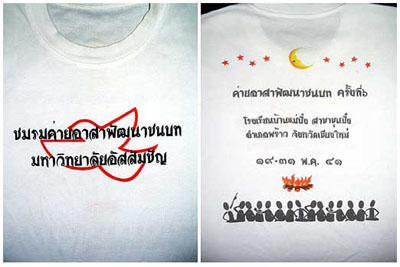 ชมรมค่ายอาสาพัฒนาชนบท
มหาวิทยาลัยอัสสัมชัญ
ค่ายอาสาพัฒนาชนบท ครั้งที่๖
โรงเรียนบ้านแม่ปั๋ง สาขาขุนปั๋ง
อำเภอพร้าว จังหวัดเชียงใหม่
๑๙-๓๑ พ.ค. ๔๑